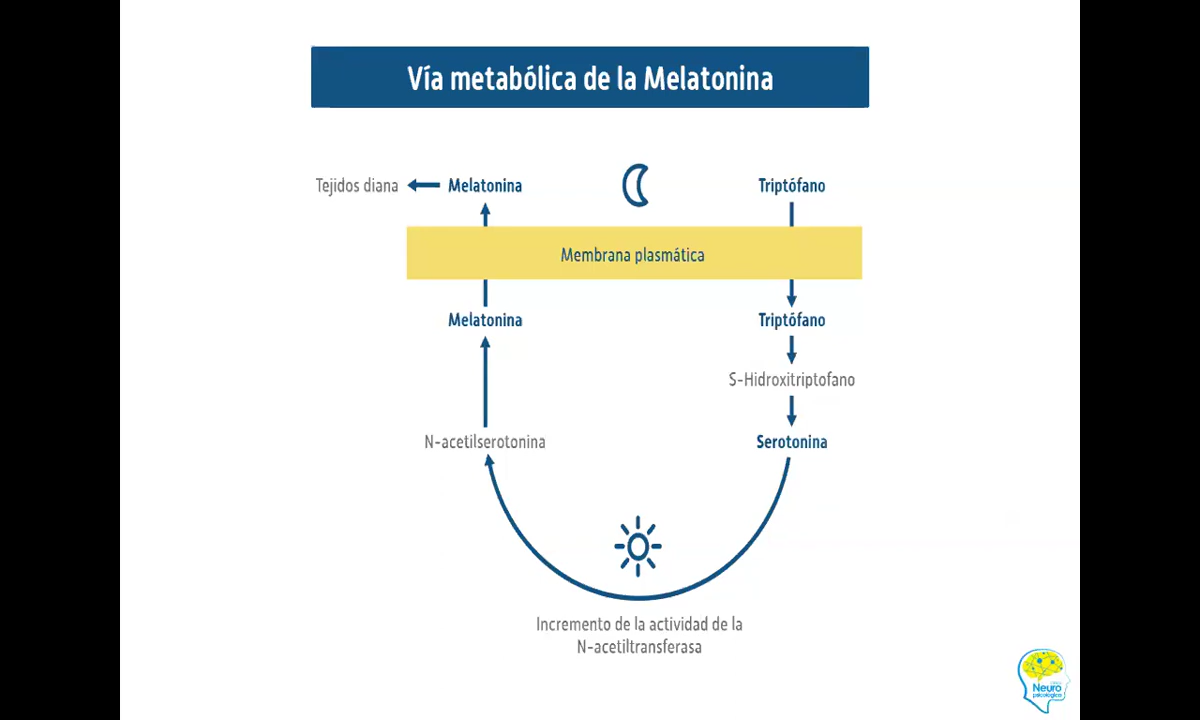 Vía metabólica de la Melatonina
Tejidos diana
Melatonina
Triptófano
Membrana plasmática
Melatonina
Triptófano
S-Hidroxitriptofano
N-acetilserotonina
Serotonina
Incremento de la actividad de la
N-acetiltransferasa
Neuro
psicológico